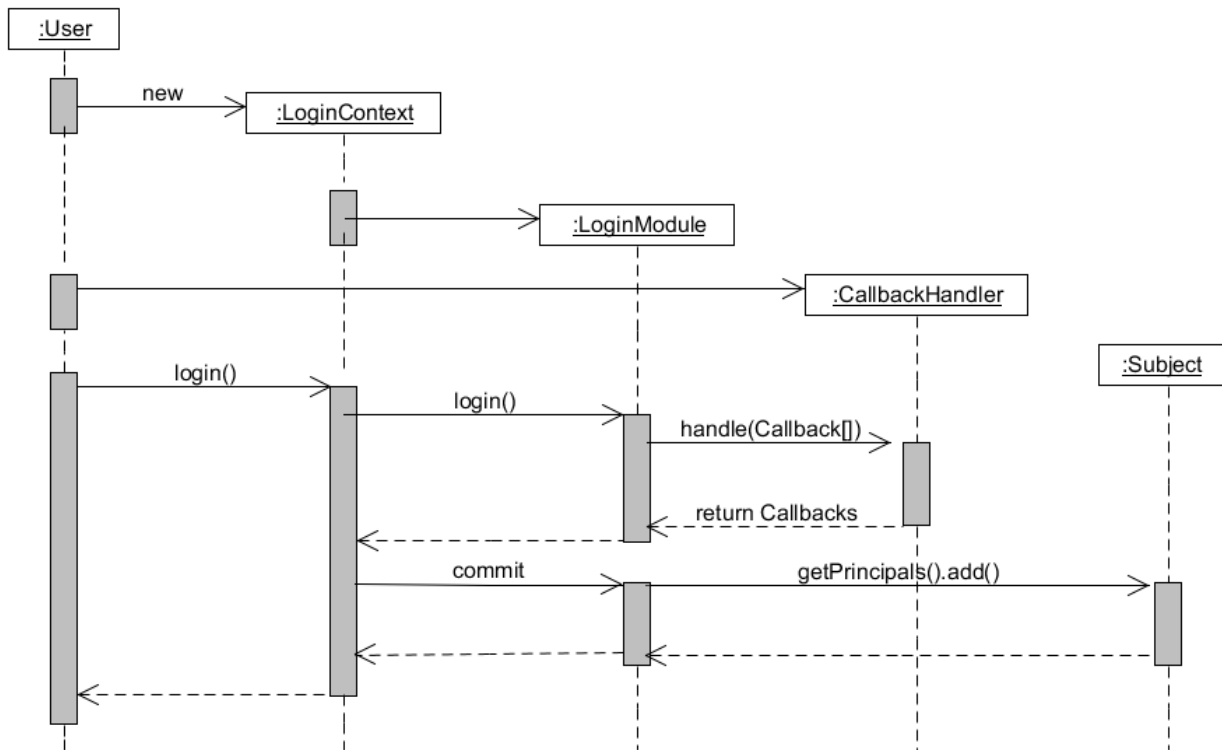 :User
new
:LoginContext
:LoginModule
:CallbackHandler
:Subject
login()
login()
handle(Callback[])
return Callbacks
commit
getPrincipals().add()